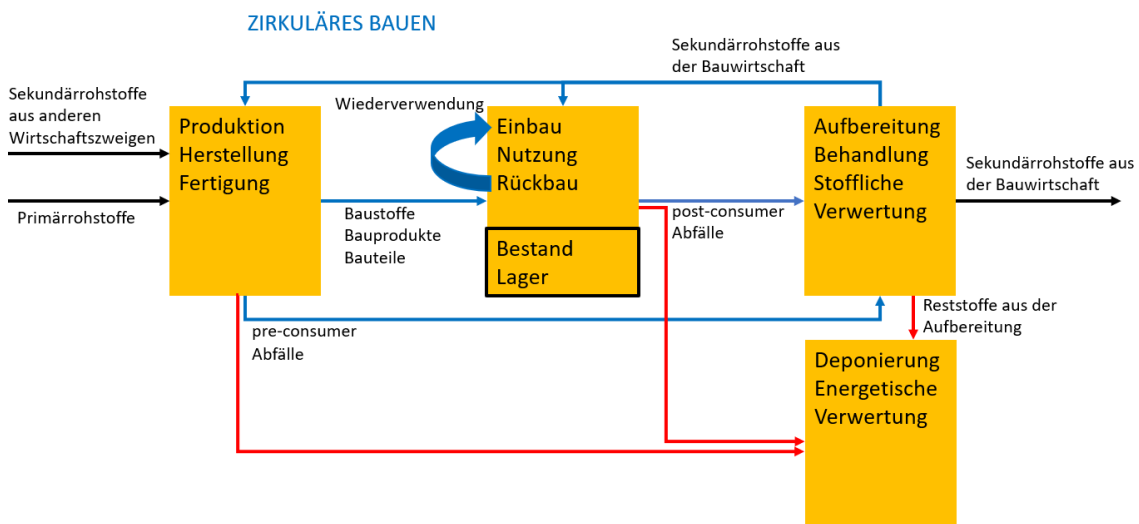 ZIRKULÄRES BAUEN
Sekundärrohstoffe aus
der Bauwirtschaft
Sekundärrohstoffe
aus anderen
Wirtschaftszweigen
Primärrohstoffe
Produktion
Herstellung
Fertigung
Wiederverwendung
Baustoffe
Bauprodukte
Bauteile
Einbau
Nutzung
Rückbau
Bestand
Lager
post-consumer
Abfälle
Aufbereitung
Behandlung
Stoffliche
Verwertung
Sekundärrohstoffe aus
der Bauwirtschaft
pre-consumer
Abfälle
Reststoffe aus der
Aufbereitung
Deponierung
Energetische
Verwertung